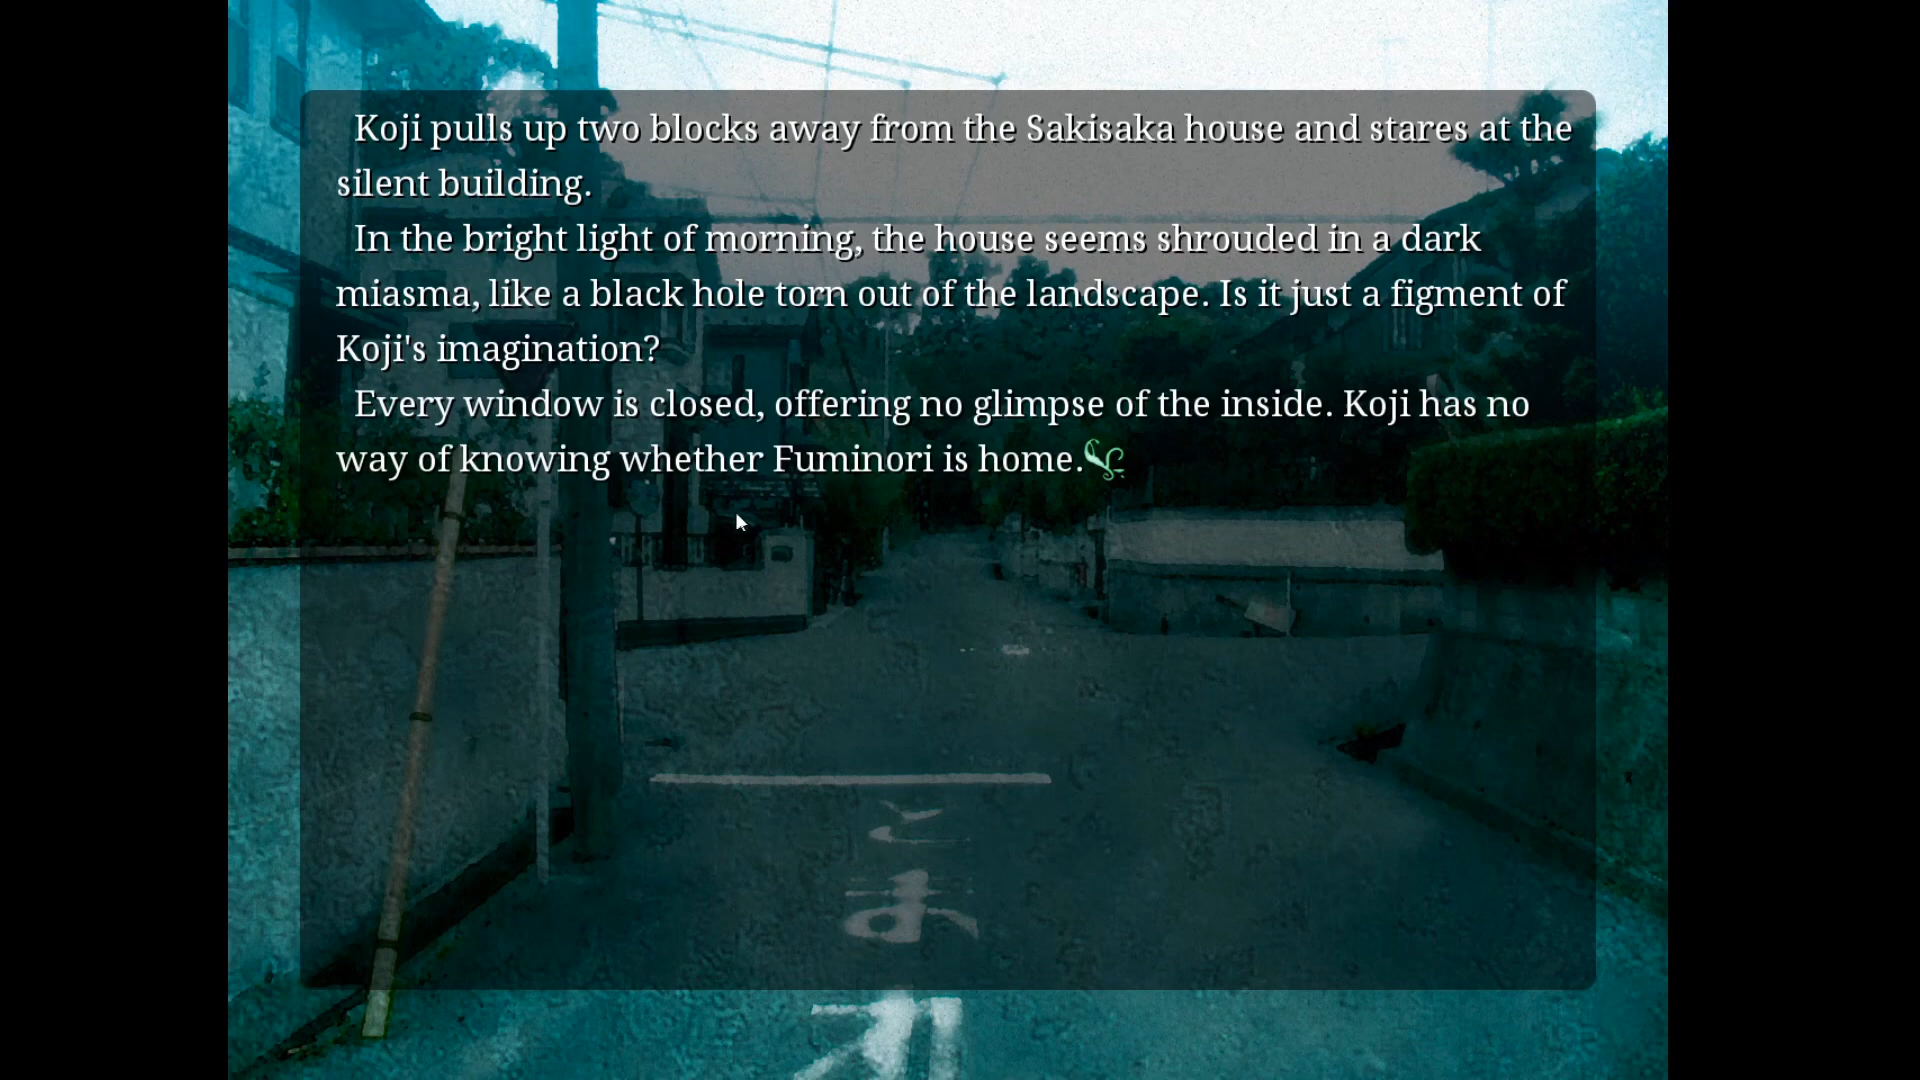 Koji pulls up two blocks away from the Sakisaka house and stares at the
silent building.
In the bright light of morning, the house seems shrouded in a dark
miasma, like a black hole torn out of the landscape. Is it just a figment of
Koji's imagination?
Every window is closed, offering no glimpse of the inside. Koji has no
way of knowing whether Fuminori is home.
と
ま
れ